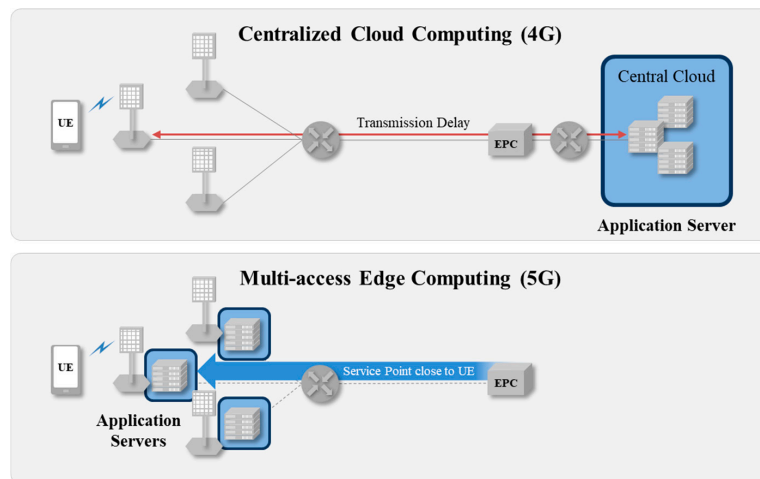 Centralized Cloud Computing (4G)
UE
Transmission Delay
EPC
Central Cloud
Application Server
Multi-access Edge Computing (5G)
UE
Service Point close to UE
EPC
Application
Servers